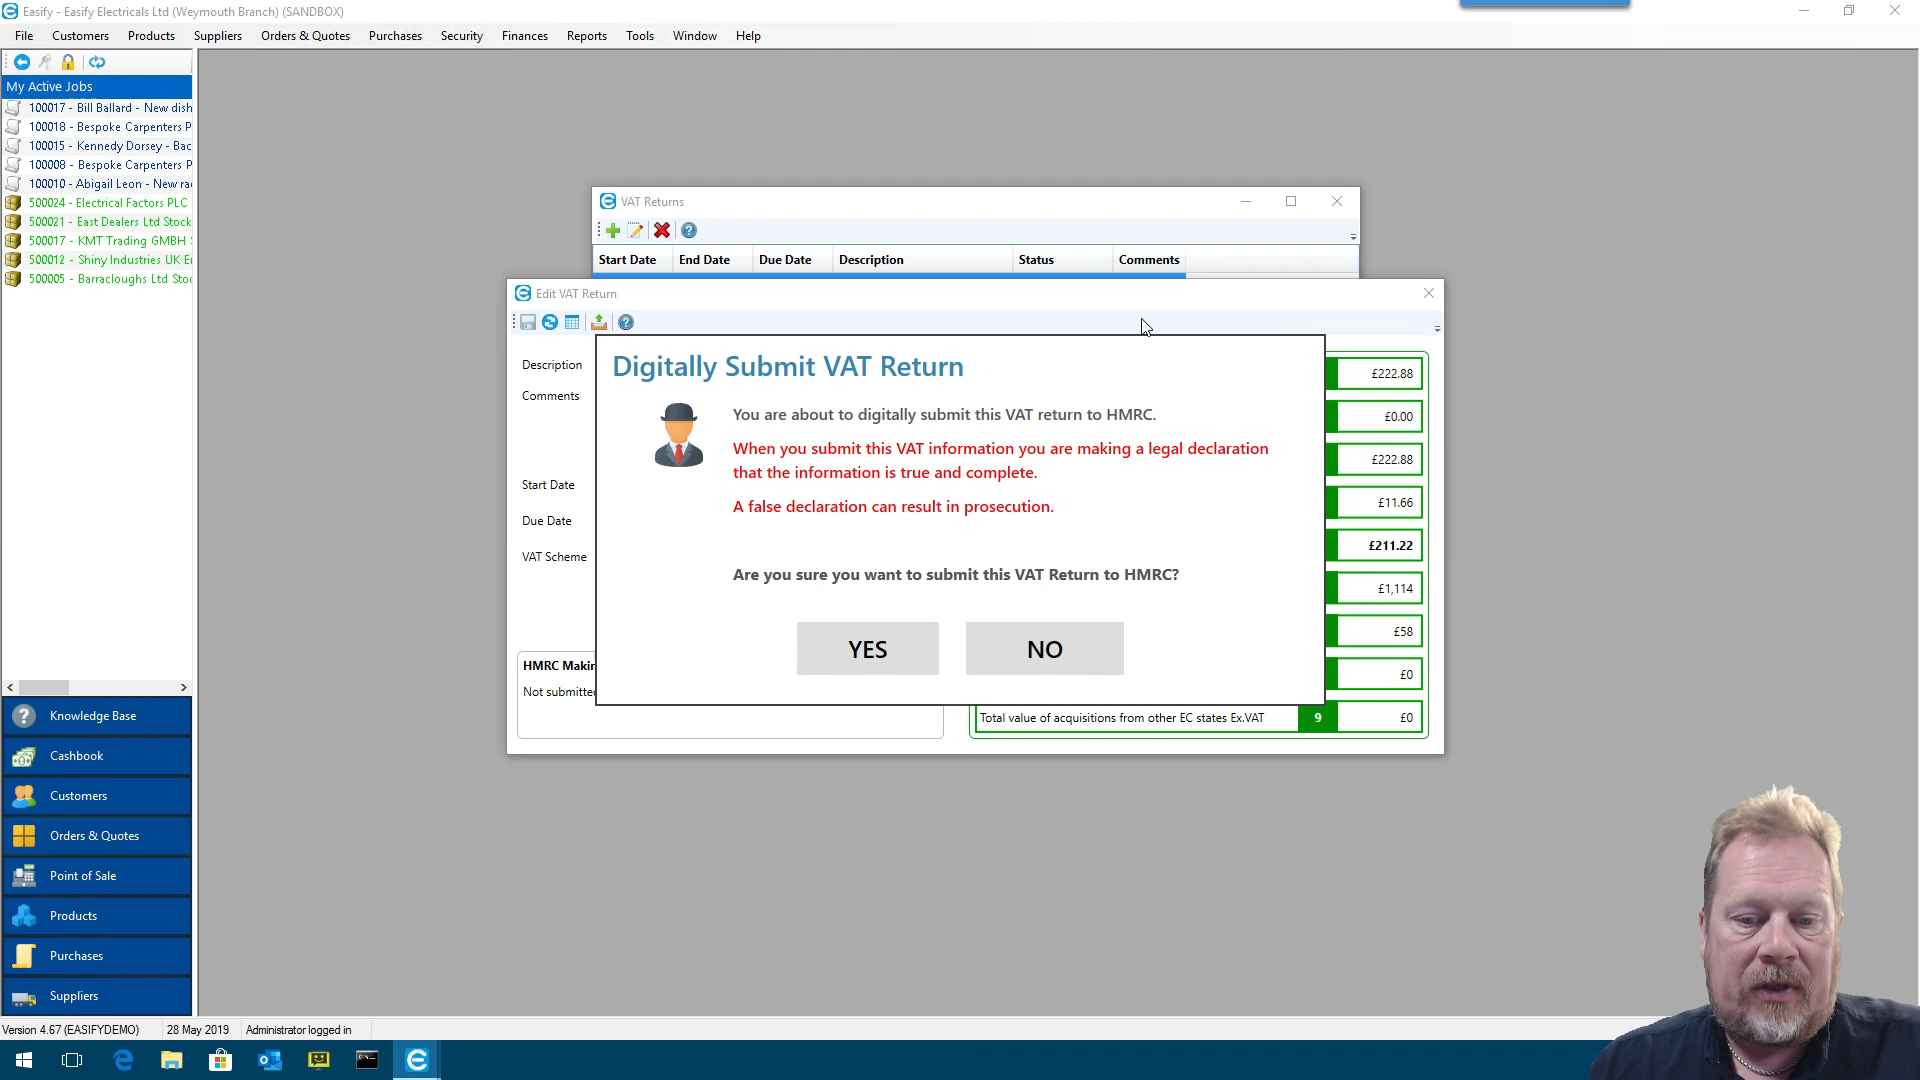 Easify - Easify Electricals Ltd (Weymouth Branch) (SANDBOX)
File Customers Products Suppliers Orders & Quotes Purchases Security Finances Reports Tools Window Help
My Active Jobs
100017 - Bill Ballard - New dish
100018 - Bespoke Carpenters P
100015 - Kennedy Dorsey - Bac
100008 - Bespoke Carpenters P
100010 - Abigail Leon - New ra
500024 - Electrical Factors PLC
500021 - East Dealers Ltd Stock
500017 - KMT Trading GMBH
500012 - Shiny Industries UK E
500005 - Barracloughs Ltd Sto
Knowledge Base
Cashbook
Customers
Orders & Quotes
Point of Sale
Products
Purchases
Suppliers
VAT Returns
Start Date End Date Due Date Description Status Comments
Edit VAT Return
Description
Comments
Start Date
Due Date
VAT Scheme
HMRC Makin
Not submitted
Digitally Submit VAT Return
You are about to digitally submit this VAT return to HMRC.
When you submit this VAT information you are making a legal declaration
that the information is true and complete.
A false declaration can result in prosecution.
Are you sure you want to submit this VAT Return to HMRC?
YES NO
£222.88
£0.00
£222.88
£11.66
£211.22
£1,114
£58
£0
Total value of acquisitions from other EC states Ex.VAT 9 £0
Version 4.67 (EASIFYDEMO) 28 May 2019 Administrator logged in